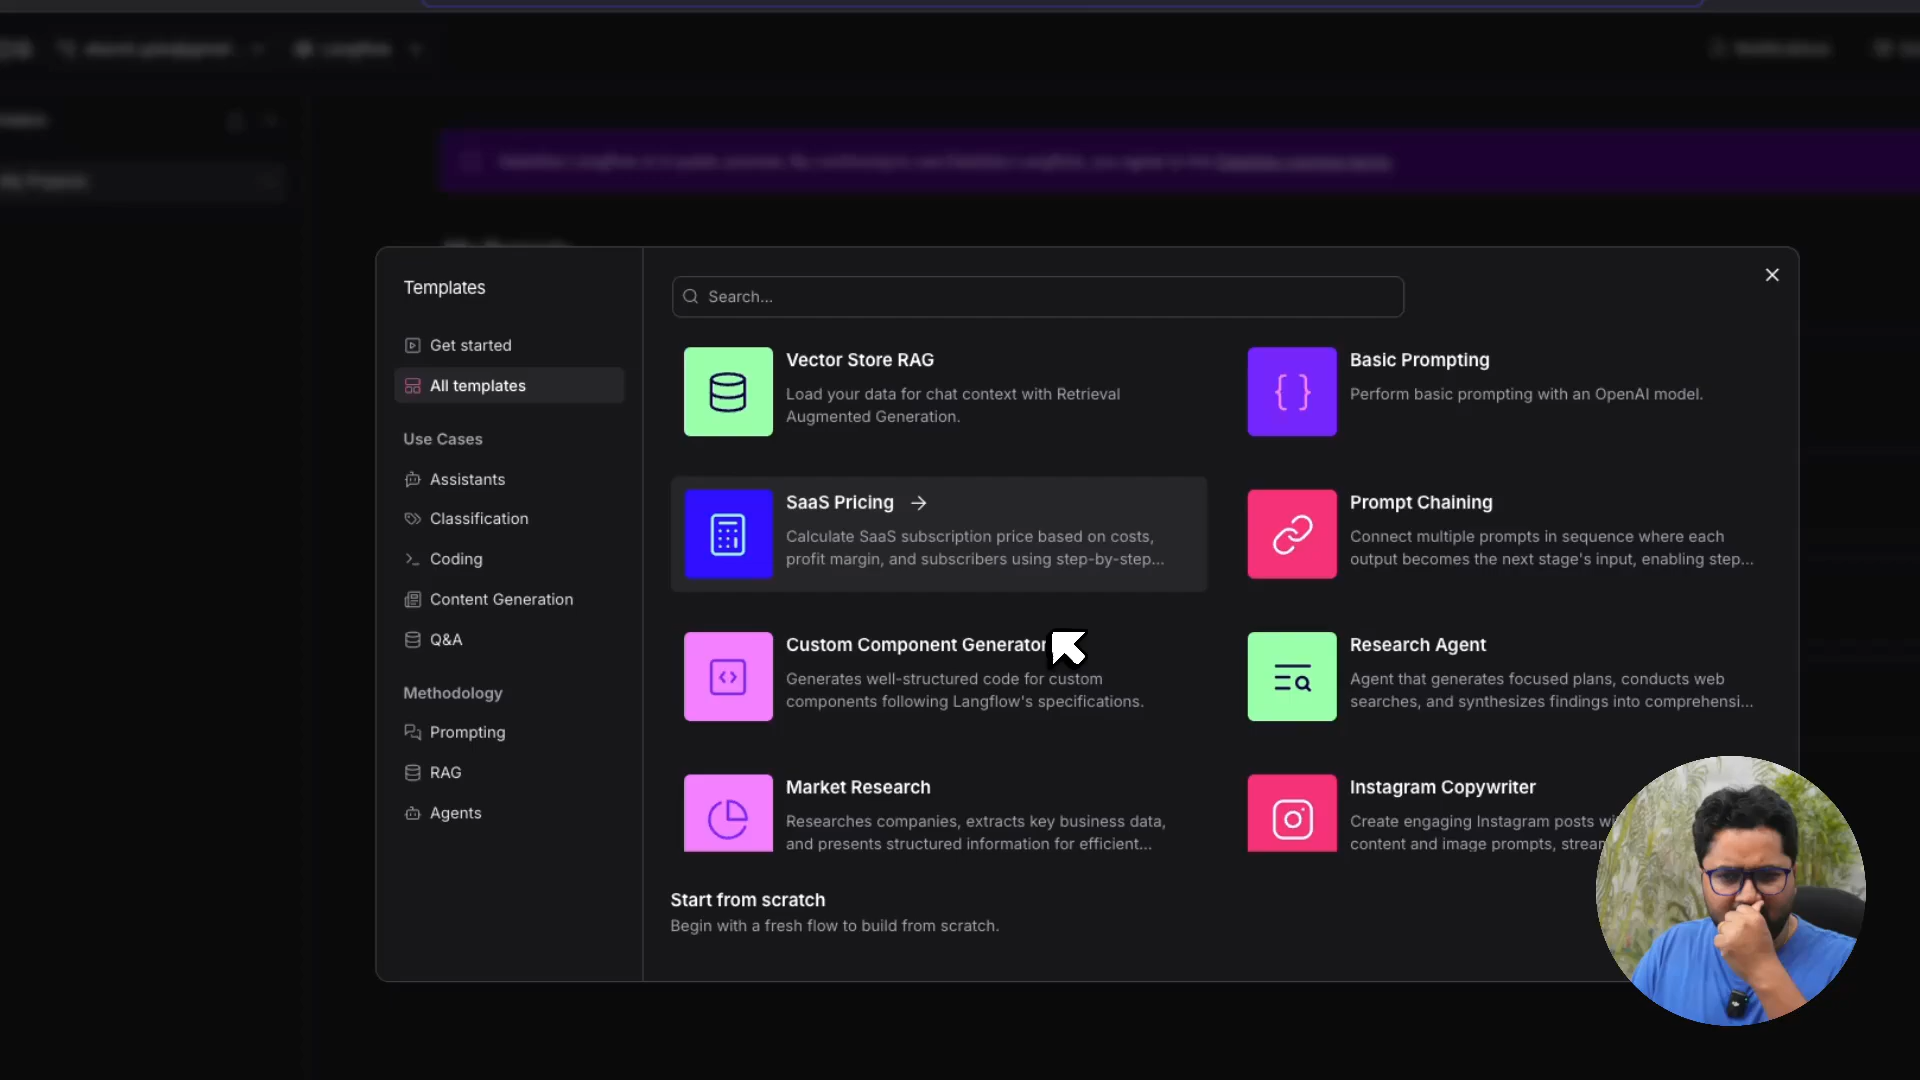 Langflow
Notifications
My Projects
Templates
Search...
Get started
All templates
Use Cases
Assistants
Classification
Coding
Content Generation
Q&A
Methodology
Prompting
RAG
Agents
Vector Store RAG
Load your data for chat context with Retrieval
Augmented Generation.
Basic Prompting
Perform basic prompting with an OpenAI model.
SaaS Pricing
Calculate SaaS subscription price based on costs,
profit margin, and subscribers using step-by-step...
Prompt Chaining
Connect multiple prompts in sequence where each
output becomes the next stage's input, enabling step...
Custom Component Generator
Generates well-structured code for custom
components following Langflow's specifications.
Research Agent
Agent that generates focused plans, conducts web
searches, and synthesizes findings into comprehensi...
Market Research
Researches companies, extracts key business data,
and presents structured information for efficient...
Instagram Copywriter
Create engaging Instagram posts
content and image prompts,
Start from scratch
Begin with a fresh flow to build from scratch.